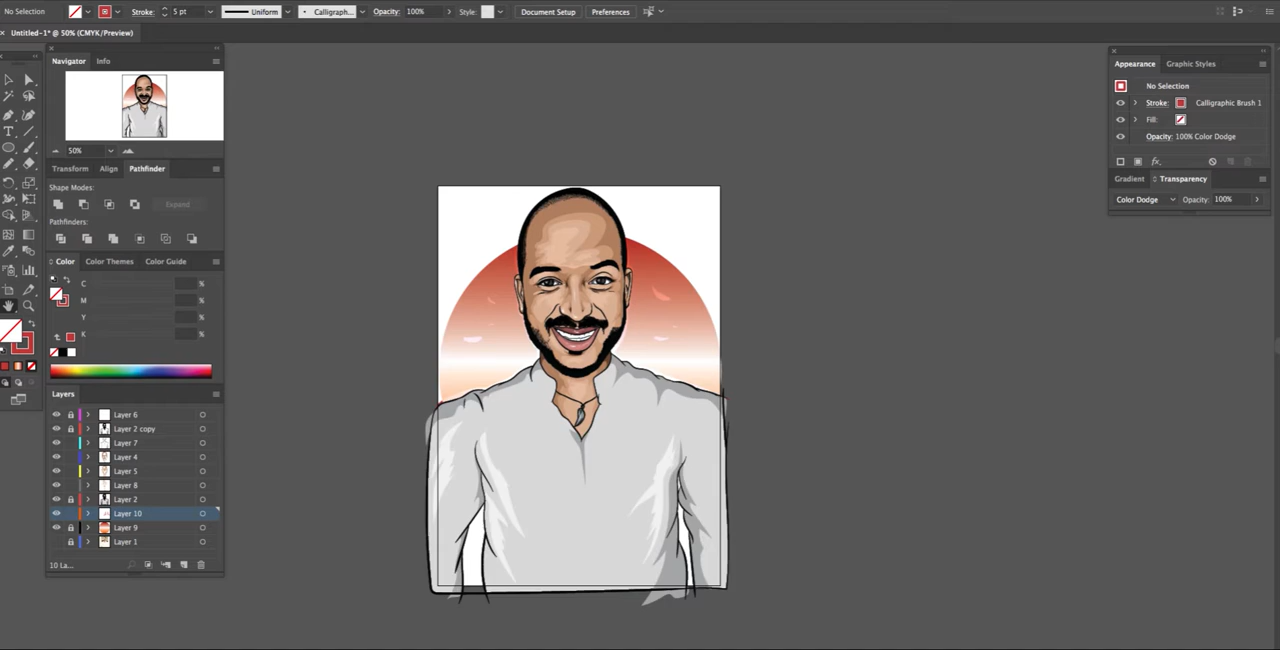 No Selection Stroke: 5 pt Uniform Calligraph... Opacity: 100% Style: Document Setup Preferences
Untitled-1* @ 50% (CMYK/Preview)
Navigator Info
50%
Transform Align Pathfinder
Shape Modes:
Expand
Pathfinders:
Color Color Themes Color Guide
C %
M %
Y %
K %
Layers
Layer 6
Layer 2 copy
Layer 7
Layer 4
Layer 5
Layer 8
Layer 2
Layer 10
Layer 9
Layer 1
10 La...
Appearance Graphic Styles
No Selection
Stroke: Calligraphic Brush 1
Fill:
Opacity: 100% Color Dodge
fx
Gradient Transparency
Color Dodge Opacity: 100%